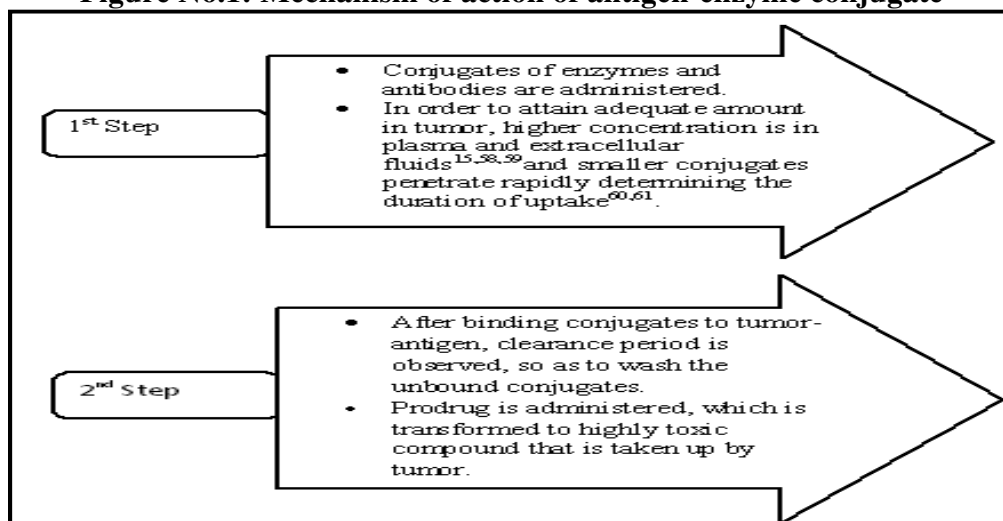 Figure No.1: Mechanism of action of antigen-enzyme conjugate
1st Step
• Conjugates of enzymes and
antibodies are administered.
• In order to attain adequate amount
in tumor, higher concentration is in
plasma and extracellular
fluids15,58,59 and smaller conjugates
penetrate rapidly determining the
duration of uptake60,61.
2nd Step
• After binding conjugates to tumor-
antigen, clearance period is
observed, so as to wash the
unbound conjugates.
• Prodrug is administered, which is
transformed to highly toxic
compound that is taken up by
tumor.